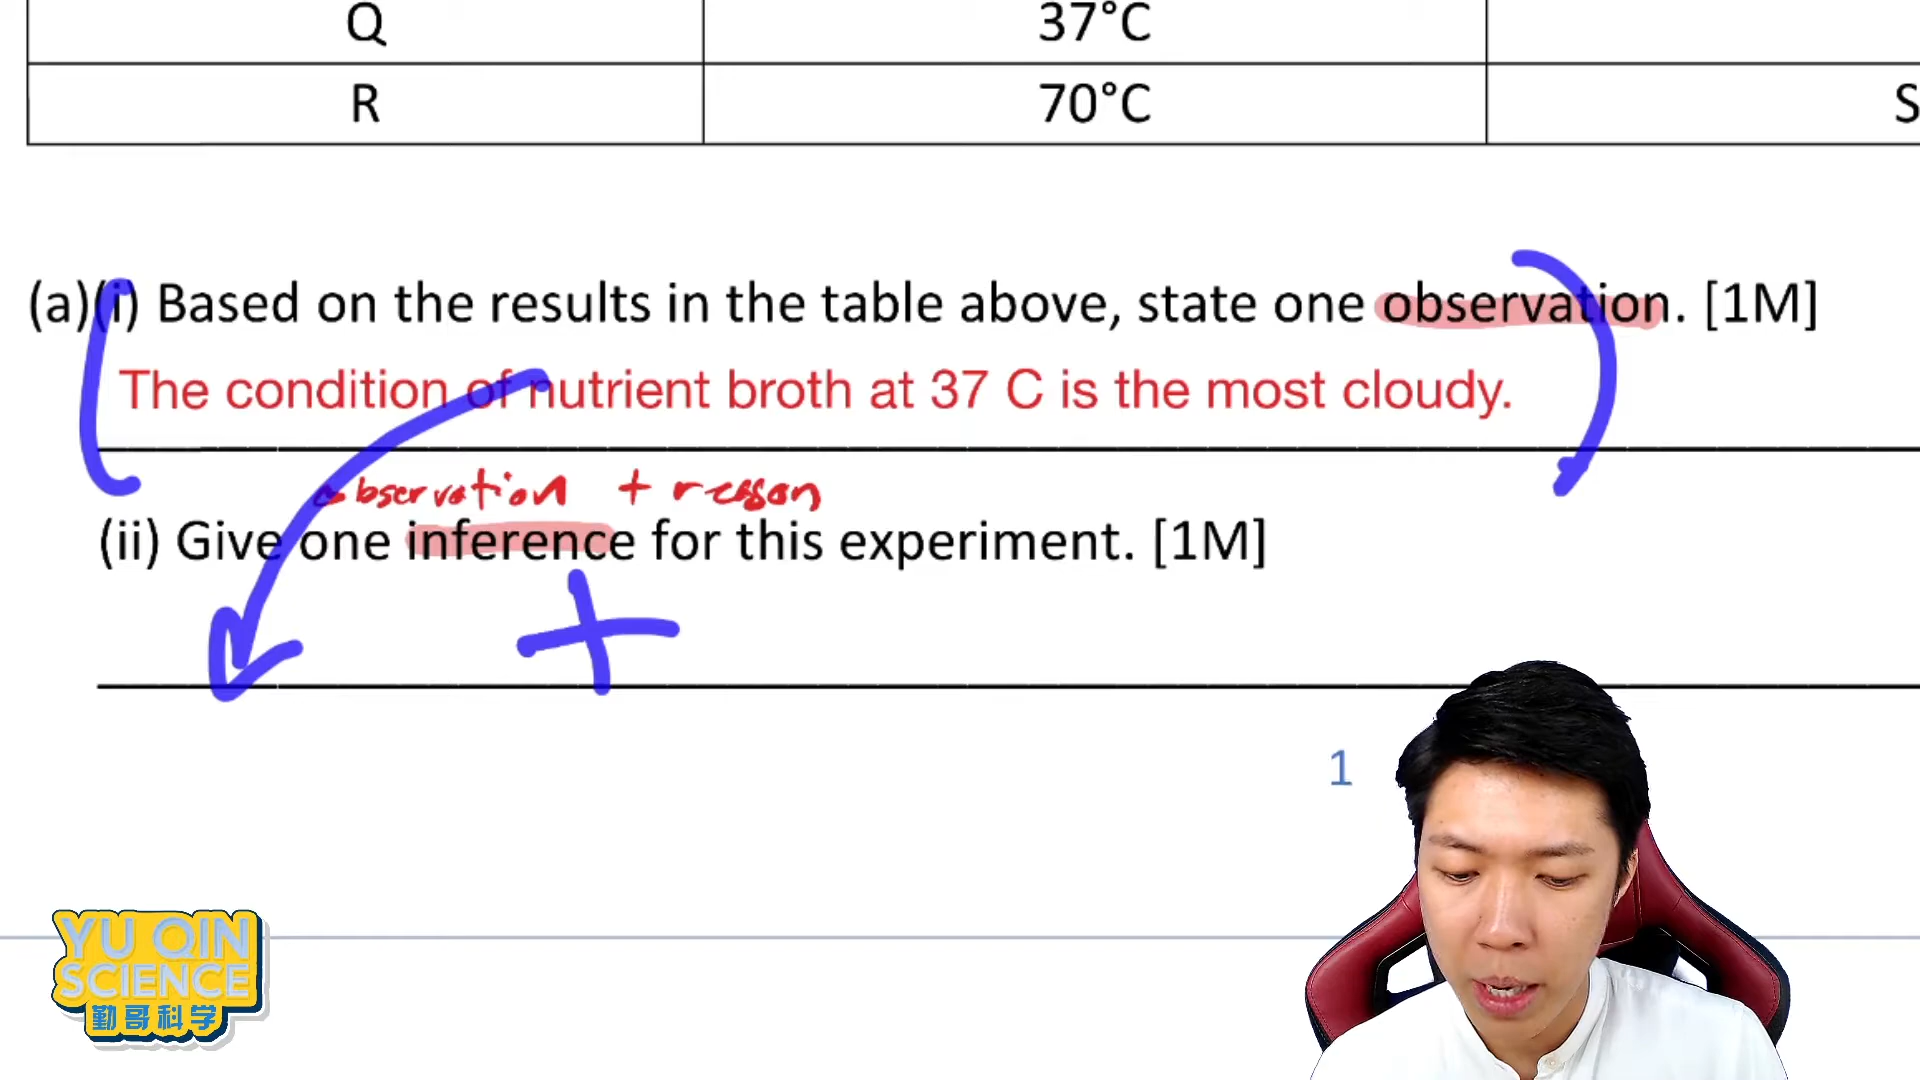 Q 37°C
R 70°C S
(a)(i) Based on the results in the table above, state one observation. [1M]
The condition of nutrient broth at 37 C is the most cloudy.
observation + reason
(ii) Give one inference for this experiment. [1M]
1
YU QIN
SCIENCE
勤哥科学